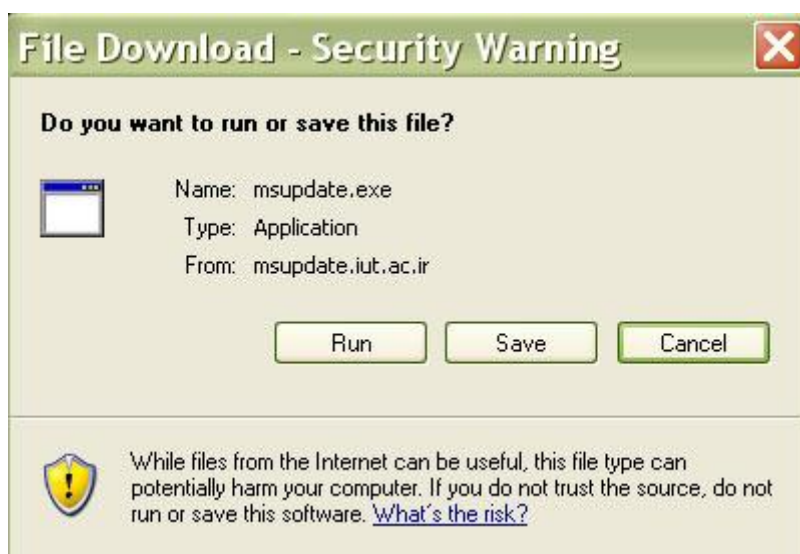 File Download - Security Warning
Do you want to run or save this file?
Name: msupdate.exe
Type: Application
From: msupdate.iut.ac.ir
Run Save Cancel
While files from the Internet can be useful, this file type can
potentially harm your computer. If you do not trust the source, do not
run or save this software. What's the risk?